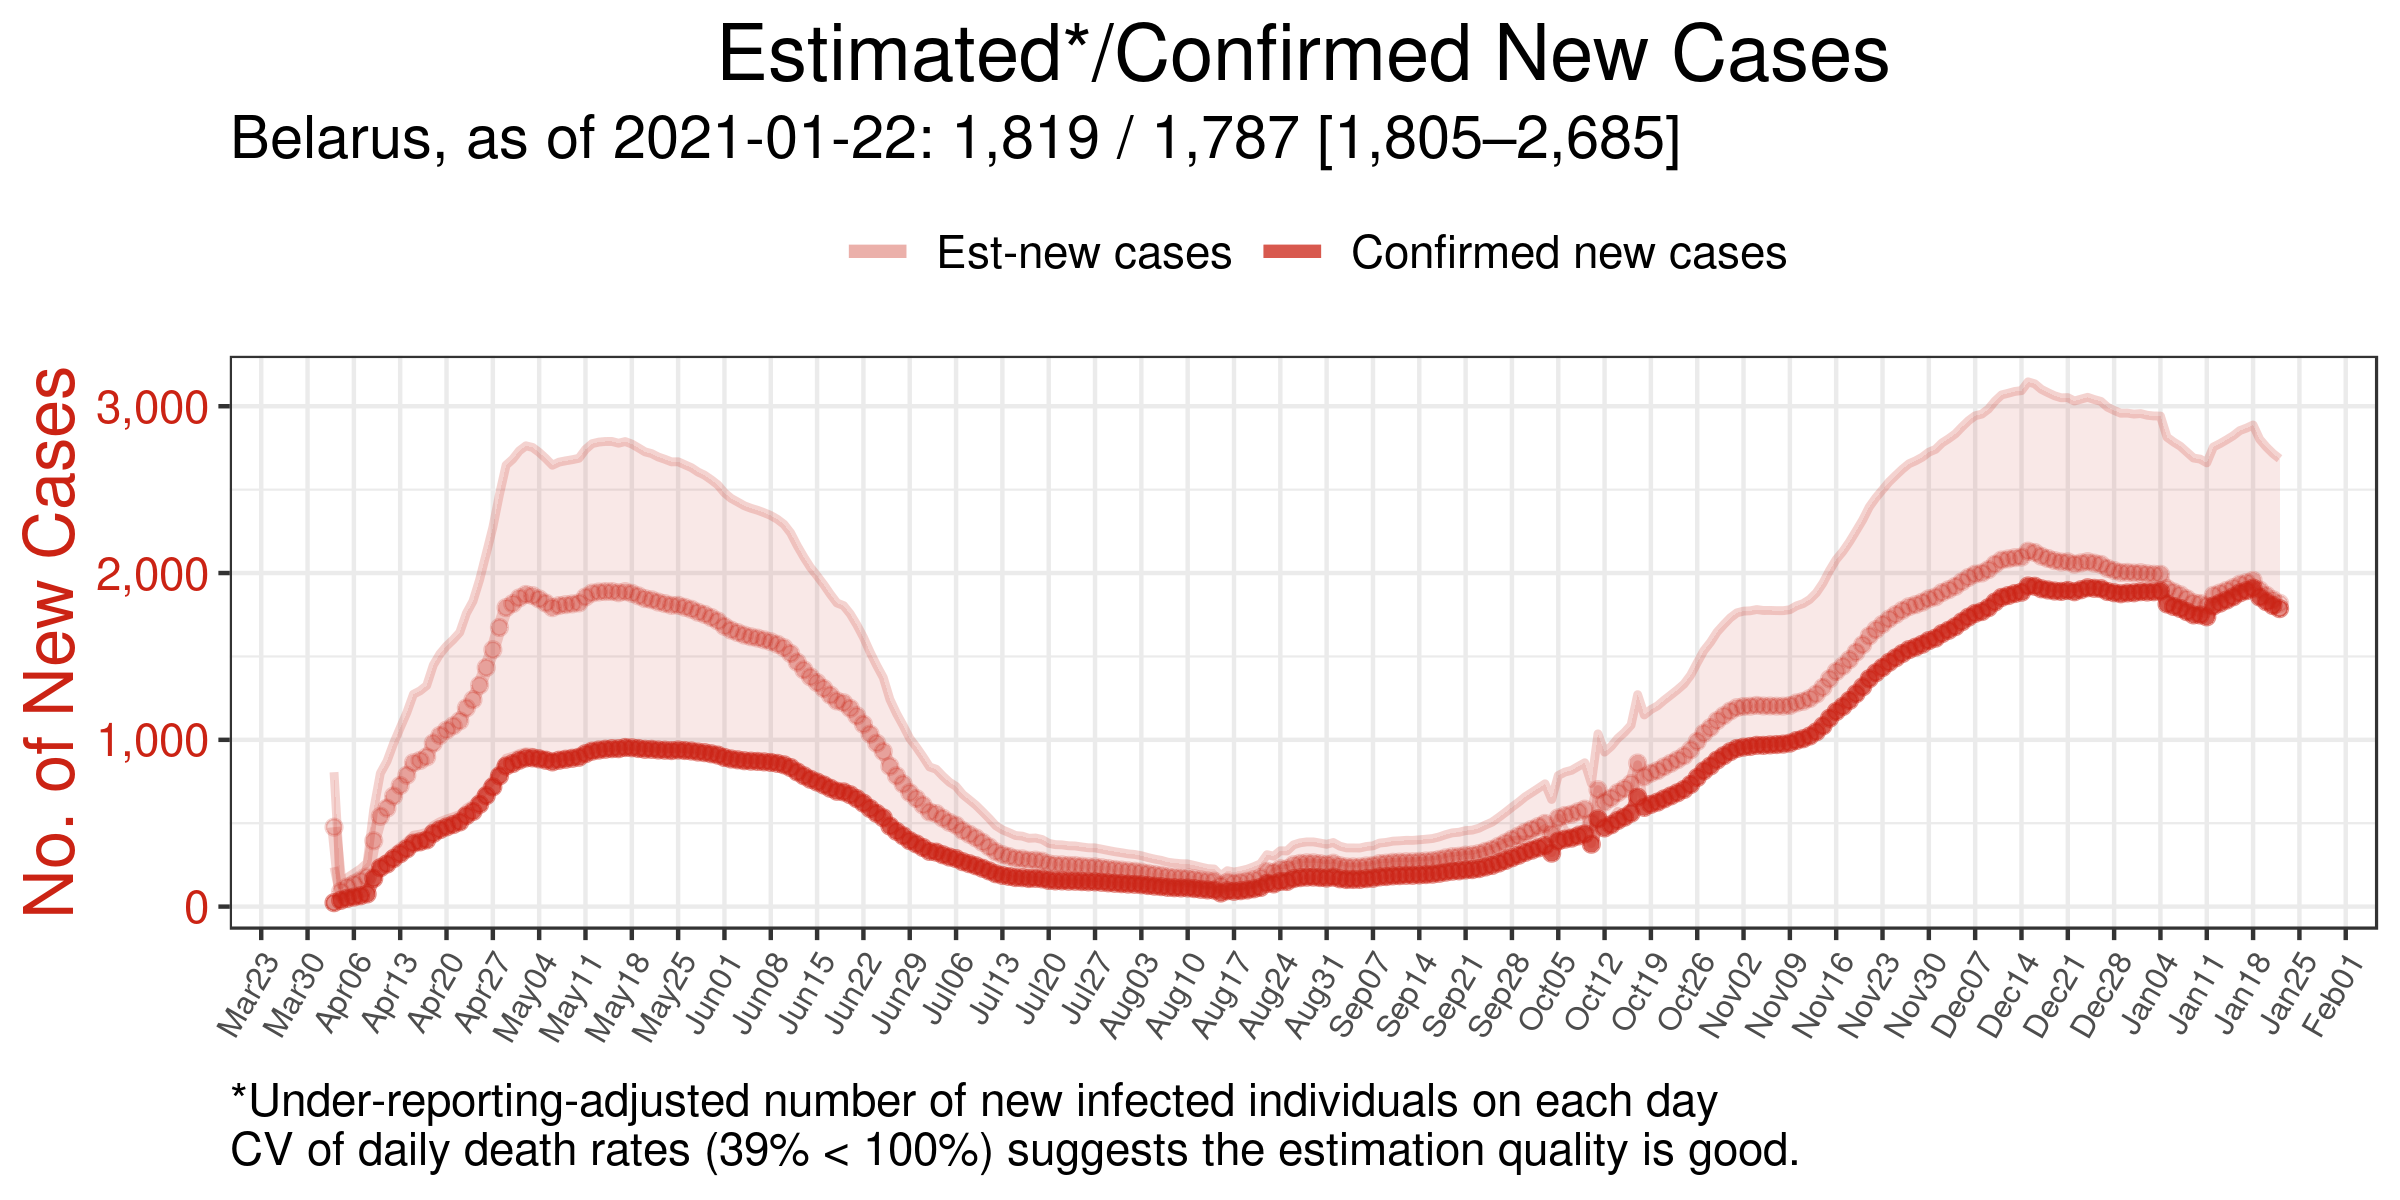 Estimated*/Confirmed New Cases
Belarus, as of 2021-01-22: 1,819 / 1,787 [1,805–2,685]
Est-new cases Confirmed new cases
No. of New Cases
3,000
2,000
1,000
0
Mar23 Mar30 Apr06 Apr13 Apr20 Apr27 May04 May11 May18 May25 Jun01 Jun08 Jun15 Jun22 Jun29 Jul06 Jul13 Jul20 Jul27 Aug03 Aug10 Aug17 Aug24 Aug31 Sep07 Sep14 Sep21 Sep28 Oct05 Oct12 Oct19 Oct26 Nov02 Nov09 Nov16 Nov23 Nov30 Dec07 Dec14 Dec21 Dec28 Jan04 Jan11 Jan18 Jan25 Feb01
*Under-reporting-adjusted number of new infected individuals on each day
CV of daily death rates (39% < 100%) suggests the estimation quality is good.